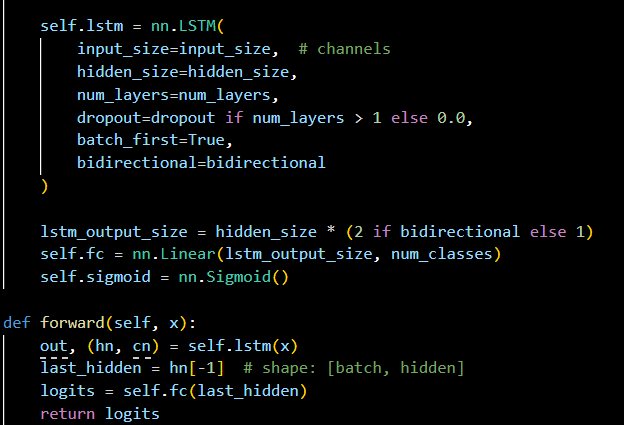 self.lstm = nn.LSTM(
input_size=input_size,  # channels
hidden_size=hidden_size,
num_layers=num_layers,
dropout=dropout if num_layers > 1 else 0.0,
batch_first=True,
bidirectional=bidirectional
)
lstm_output_size = hidden_size * (2 if bidirectional else 1)
self.fc = nn.Linear(lstm_output_size, num_classes)
self.sigmoid = nn.Sigmoid()
def forward(self, x):
out, (hn, cn) = self.lstm(x)
last_hidden = hn[-1]  # shape: [batch, hidden]
logits = self.fc(last_hidden)
return logits